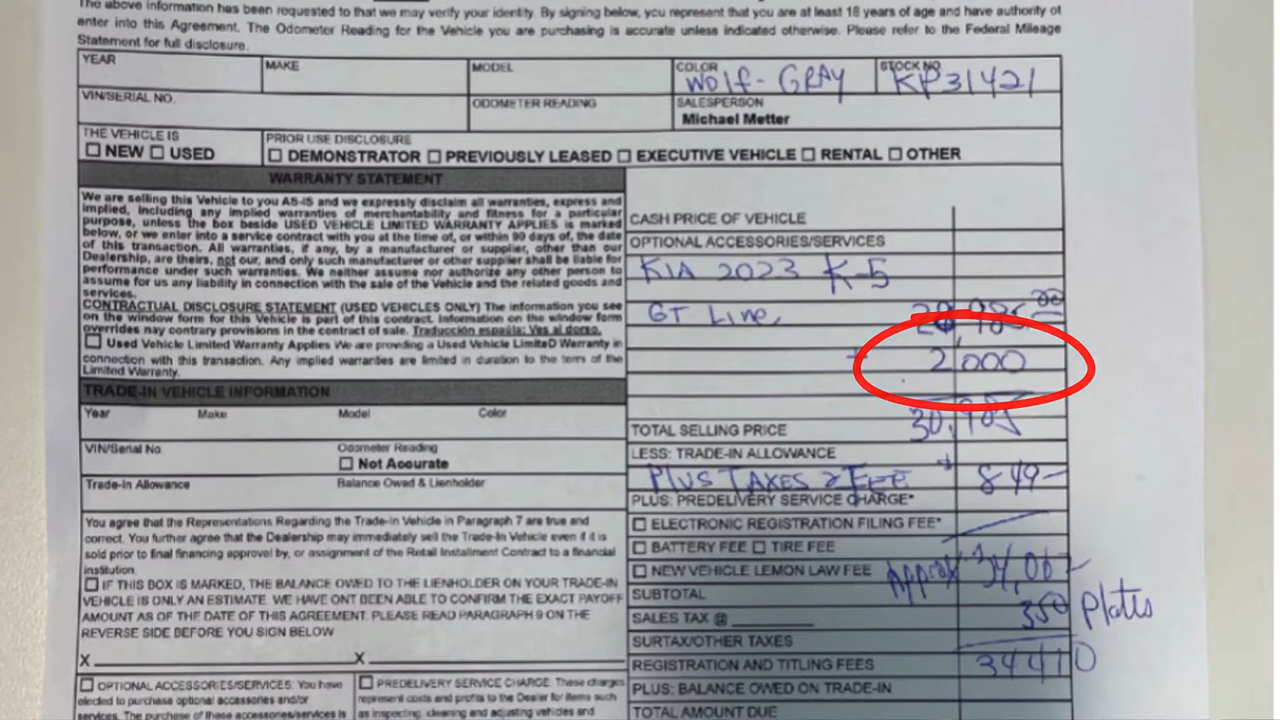 The above information has been requested to that we may verify your identity. By signing below, you represent that you are at least 18 years of age and have authority of
enter into this Agreement. The Odometer Reading for the Vehicle you are purchasing is accurate unless indicated otherwise. Please refer to the Federal Mileage
Statement for full disclosure.
YEAR MAKE MODEL COLOR STOCK NO.
WOlf- GRAY KP31421
VIN/SERIAL NO. ODOMETER READING SALESPERSON
Michael Metter
THE VEHICLE IS PRIOR USE DISCLOSURE
☐ NEW ☐ USED ☐ DEMONSTRATOR ☐ PREVIOUSLY LEASED ☐ EXECUTIVE VEHICLE ☐ RENTAL ☐ OTHER
WARRANTY STATEMENT
We are selling this Vehicle to you AS-IS and we expressly disclaim all warranties, express and
implied, including any implied warranties of merchantability and fitness for a particular
purpose, unless the box beside USED VEHICLE LIMITED WARRANTY APPLIES is marked
below, or we enter into a service contract with you at the time of, or within 90 days of, the date
of this transaction. All warranties, if any, by a manufacturer or supplier, other than our
Dealership, are theirs, not our, and only such manufacturer or other supplier shall be liable for
performance under such warranties. We neither assume nor authorize any other person to
assume for us any liability in connection with the sale of the Vehicle and the related goods and
services.
CONTRACTUAL DISCLOSURE STATEMENT (USED VEHICLES ONLY) The information you see
on the window form for this Vehicle is part of this contract. Information on the window form
overrides nay contrary provisions in the contract of sale. Traducción española: Ves al dorso.
☐ Used Vehicle Limited Warranty Applies We are providing a Used Vehicle LimiteD Warranty in
connection with this transaction. Any implied warranties are limited in duration to the term of the
Limited Warranty.
TRADE-IN VEHICLE INFORMATION
Year Make Model Color
VIN/Serial No. Odometer Reading
☐ Not Accurate
Trade-In Allowance Balance Owed & Lienholder
You agree that the Representations Regarding the Trade-In Vehicle in Paragraph 7 are true and
correct. You further agree that the Dealership may immediately sell the Trade-In Vehicle even if it is
sold prior to final financing approval by, or assignment of the Retail Installment Contract to a financial
institution.
☐ IF THIS BOX IS MARKED, THE BALANCE OWED TO THE LIENHOLDER ON YOUR TRADE-IN
VEHICLE IS ONLY AN ESTIMATE. WE HAVE ONT BEEN ABLE TO CONFIRM THE EXACT PAYOFF
AMOUNT AS OF THE DATE OF THIS AGREEMENT. PLEASE READ PARAGRAPH 9 ON THE
REVERSE SIDE BEFORE YOU SIGN BELOW
X X
☐ OPTIONAL ACCESSORIES/SERVICES. You have
elected to purchase optional accessories and/or
services. The purchase of these accessories/services is
☐ PREDELIVERY SERVICE CHARGE. These charges
represent costs and profits to the Dealer for items such
as inspecting, cleaning and adjusting vehicles and
CASH PRICE OF VEHICLE
OPTIONAL ACCESSORIES/SERVICES
KIA 2023 K-5
GT Line, 28,985 00
+ 2,000
30,985
TOTAL SELLING PRICE
LESS: TRADE-IN ALLOWANCE
PLUS TAXES & FEE + 849-
PLUS: PREDELIVERY SERVICE CHARGE*
☐ ELECTRONIC REGISTRATION FILING FEE*
☐ BATTERY FEE ☐ TIRE FEE
☐ NEW VEHICLE LEMON LAW FEE Approx
SUBTOTAL
350 Plates
SALES TAX @
SURTAX/OTHER TAXES
REGISTRATION AND TITLING FEES 34410
PLUS: BALANCE OWED ON TRADE-IN
TOTAL AMOUNT DUE